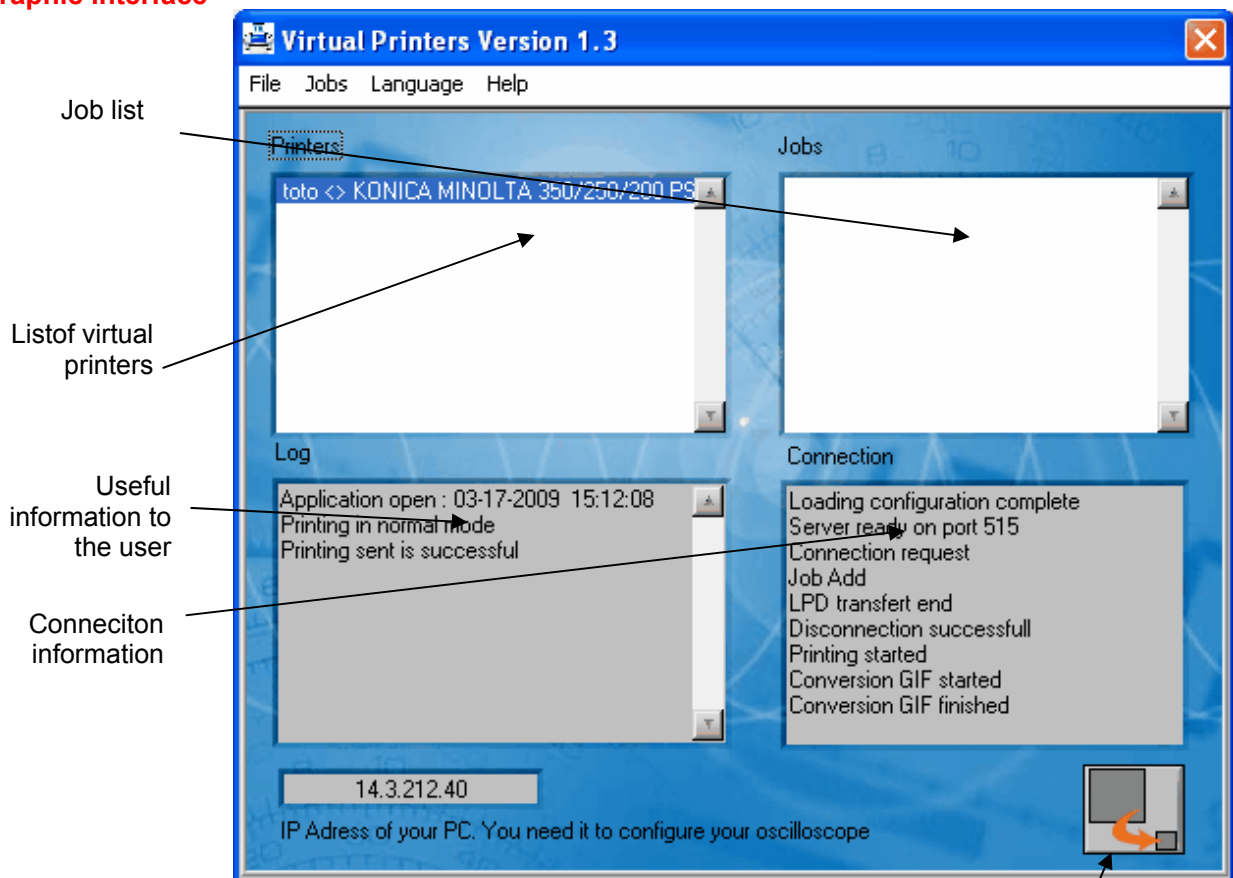 Virtual Printers Version 1.3
File Jobs Language Help
Job list
Printers
Jobs
toto <> KONICA MINOLTA 350/250/200 PS
Listof virtual
printers
Log
Connection
Useful
information to
the user
Application open : 03-17-2009 15:12:08
Printing in normal mode
Printing sent is successful
Loading configuration complete
Server ready on port 515
Connection request
Job Add
LPD transfert end
Disconnection successfull
Printing started
Conversion GIF started
Conversion GIF finished
Conneciton
information
14.3.212.40
IP Adress of your PC. You need it to configure your oscilloscope